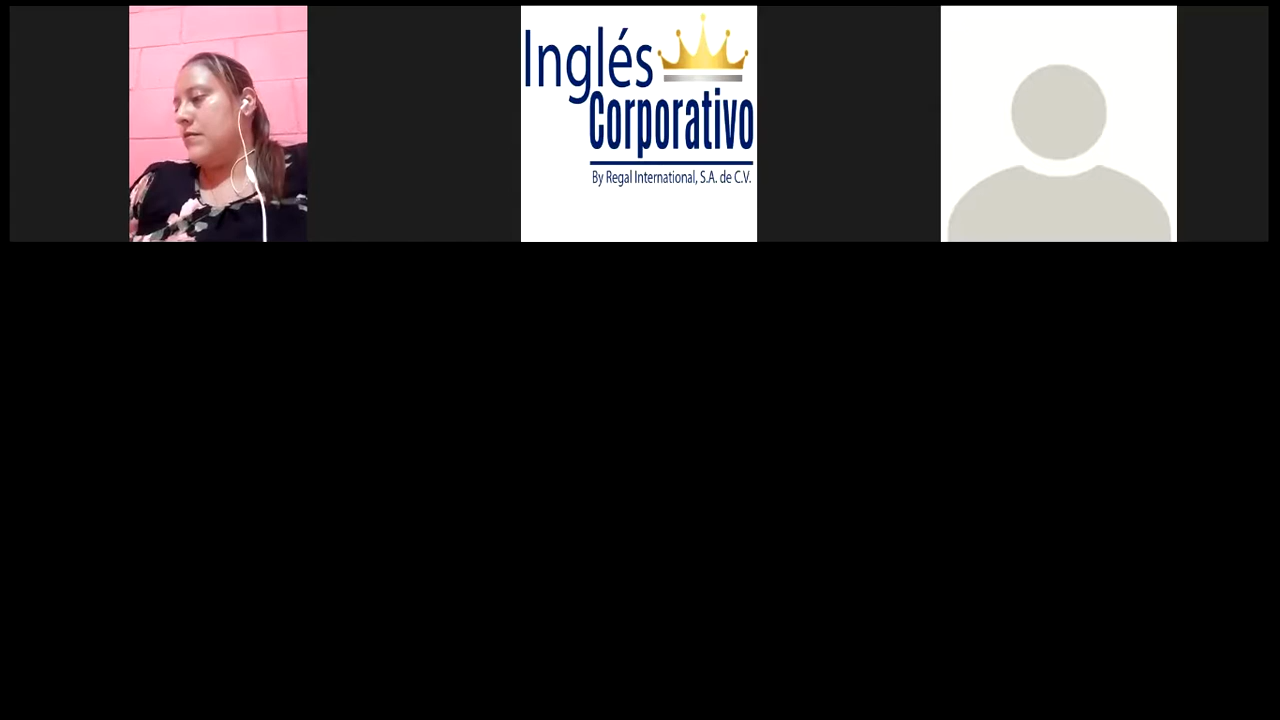 Inglés
Corporativo
By Regal International, S.A. de C.V.